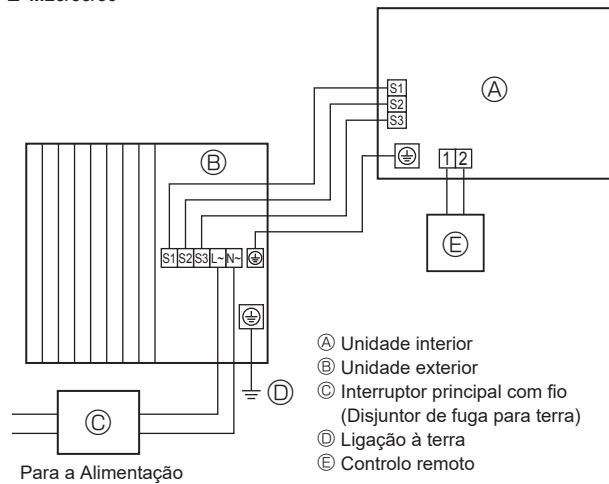 S1
S2
S3
Ⓐ
Ⓑ
1 2
S1 S2 S3 L~ N~
Ⓔ
Ⓓ
Ⓒ
Para a Alimentação
Ⓐ Unidade interior
Ⓑ Unidade exterior
Ⓒ Interruptor principal com fio
(Disjuntor de fuga para terra)
Ⓓ Ligação à terra
Ⓔ Controlo remoto